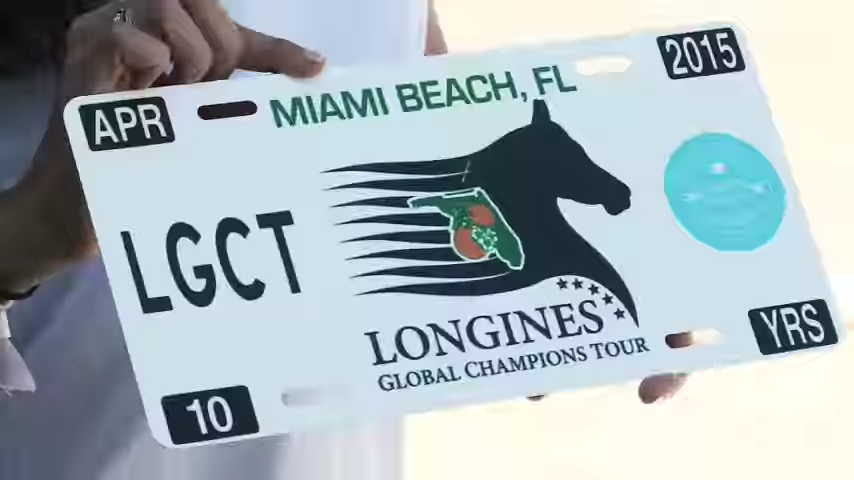 APR
MIAMI BEACH, FL
2015
LGCT
LONGINES
GLOBAL CHAMPIONS TOUR
10
YRS